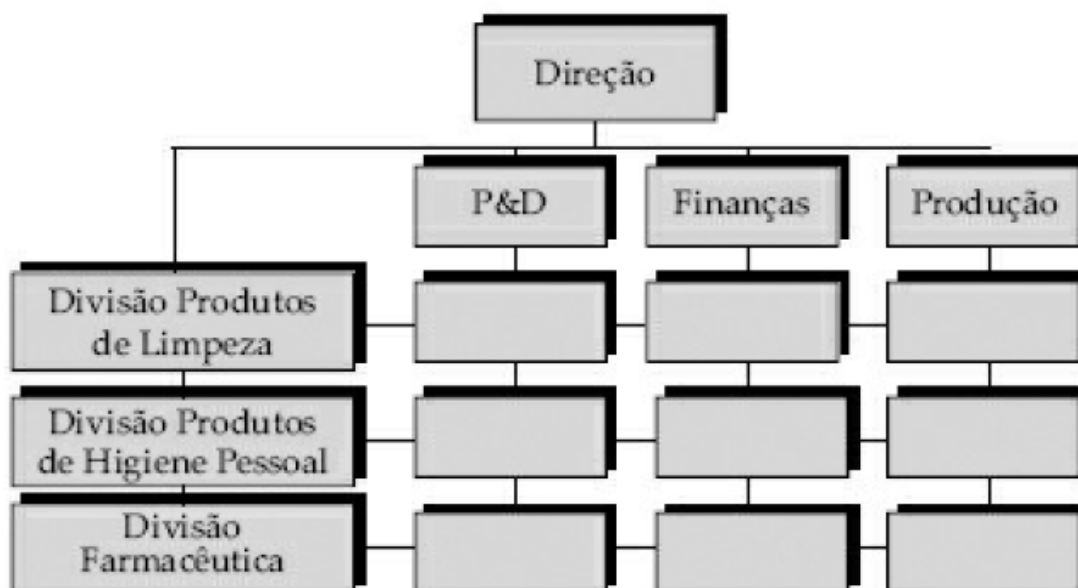 Direção
P&D
Finanças
Produção
Divisão Produtos
de Limpeza
Divisão Produtos
de Higiene Pessoal
Divisão
Farmacêutica